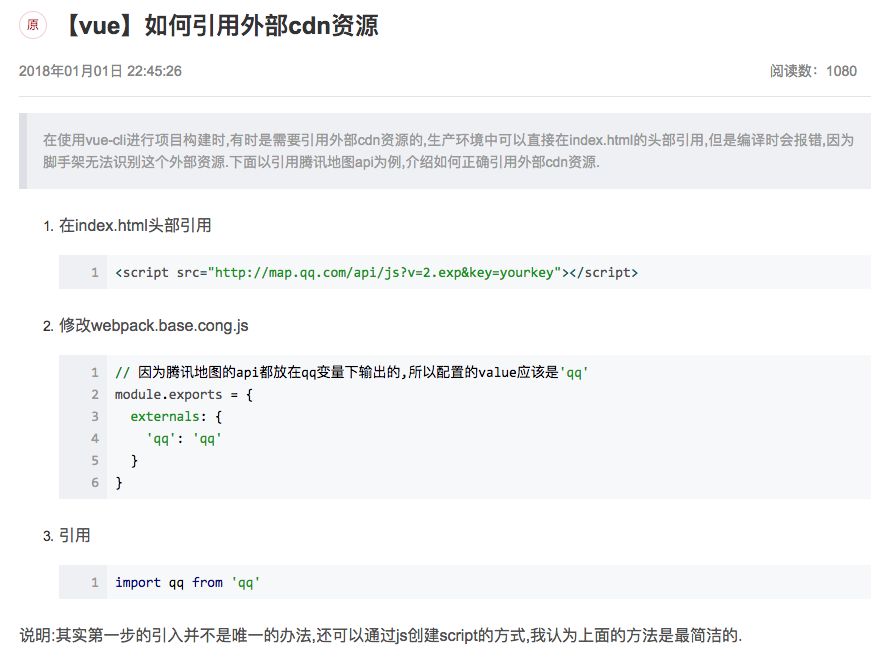 原 【vue】如何引用外部cdn资源
2018年01月01日 22:45:26 阅读数：1080
在使用vue-cli进行项目构建时,有时是需要引用外部cdn资源的,生产环境中可以直接在index.html的头部引用,但是编译时会报错,因为
脚手架无法识别这个外部资源.下面以引用腾讯地图api为例,介绍如何正确引用外部cdn资源.
1. 在index.html头部引用
1 <script src="http://map.qq.com/api/js?v=2.exp&key=yourkey"></script>
2. 修改webpack.base.cong.js
1 // 因为腾讯地图的api都放在qq变量下输出的,所以配置的value应该是'qq'
2 module.exports = {
3 externals: {
4 'qq': 'qq'
5 }
6 }
3. 引用
1 import qq from 'qq'
说明:其实第一步的引入并不是唯一的办法,还可以通过js创建script的方式,我认为上面的方法是最简洁的.